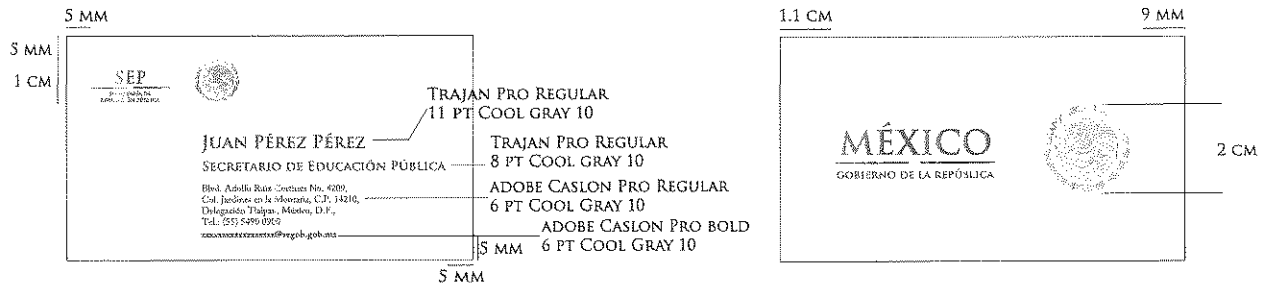 5 MM
5 MM
1 CM
SEP
TRAJAN PRO REGULAR
11 PT COOL GRAY 10
JUAN PÉREZ PÉREZ
TRAJAN PRO REGULAR
8 PT COOL GRAY 10
SECRETARIO DE EDUCACIÓN PÚBLICA
ADOBE CASLON PRO REGULAR
6 PT COOL GRAY 10
Blvd. Adolfo Ruiz Cortines No. 4209,
Col. Jardines en la Montaña, C.P. 14210,
Delegación Tlalpan, México, D.F.,
Tel.: (55) 5490 0900
@segob.gob.mx
ADOBE CASLON PRO BOLD
6 PT COOL GRAY 10
5 MM
5 MM
1.1 CM
9 MM
MÉXICO
GOBIERNO DE LA REPÚBLICA
2 CM